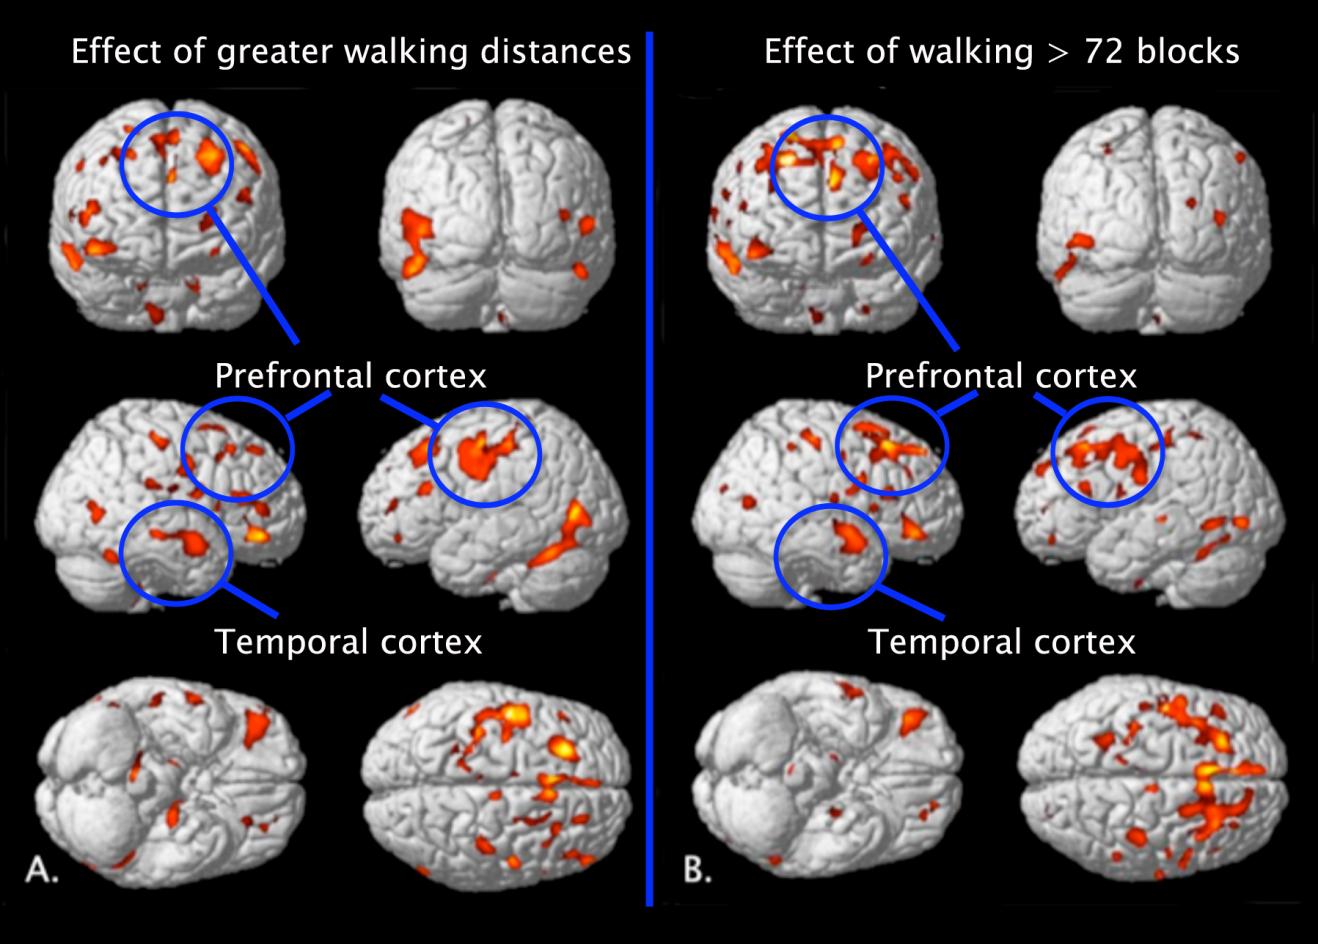 Effect of greater walking distances
Effect of walking > 72 blocks
Prefrontal cortex
Prefrontal cortex
Temporal cortex
Temporal cortex
A.
B.